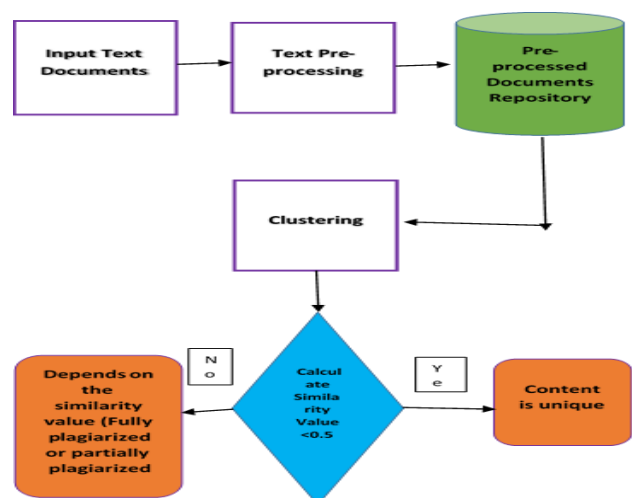 Input Text
Documents
Text Pre-
processing
Pre-
processed
Documents
Repository
Clustering
N
o
Y
e
Calcul
ate
Simila
rity
Value
<0.5
Depends on
the
similarity
value (Fully
plagiarized
or partially
plagiarized
Content
is unique